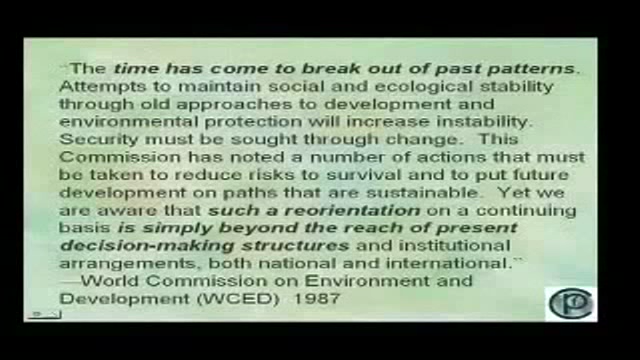 "The time has come to break out of past patterns.
Attempts to maintain social and ecological stability
through old approaches to development and
environmental protection will increase instability.
Security must be sought through change.  This
Commission has noted a number of actions that must
be taken to reduce risks to survival and to put future
development on paths that are sustainable.  Yet we
are aware that such a reorientation on a continuing
basis is simply beyond the reach of present
decision-making structures and institutional
arrangements, both national and international."
—World Commission on Environment and
Development (WCED)  1987